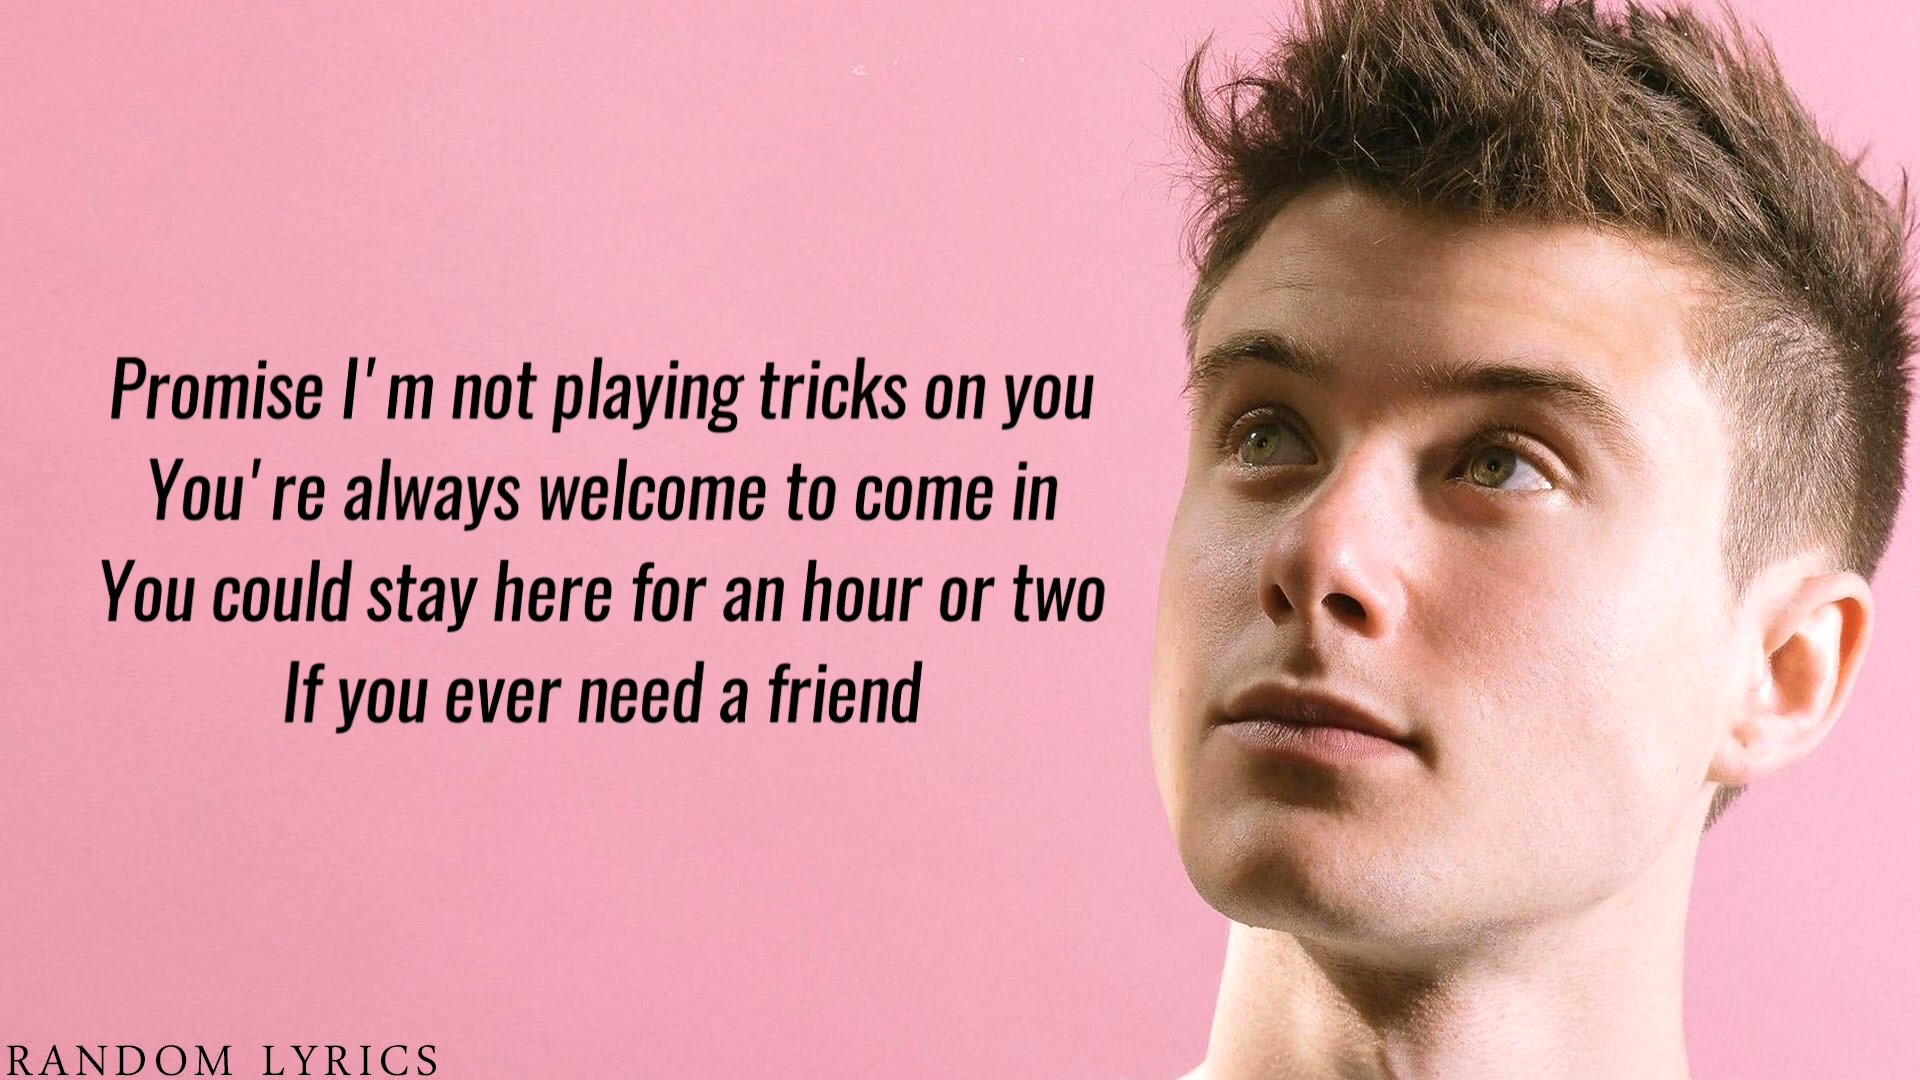 Promise I'm not playing tricks on you
You're always welcome to come in
You could stay here for an hour or two
If you ever need a friend
RANDOM LYRICS